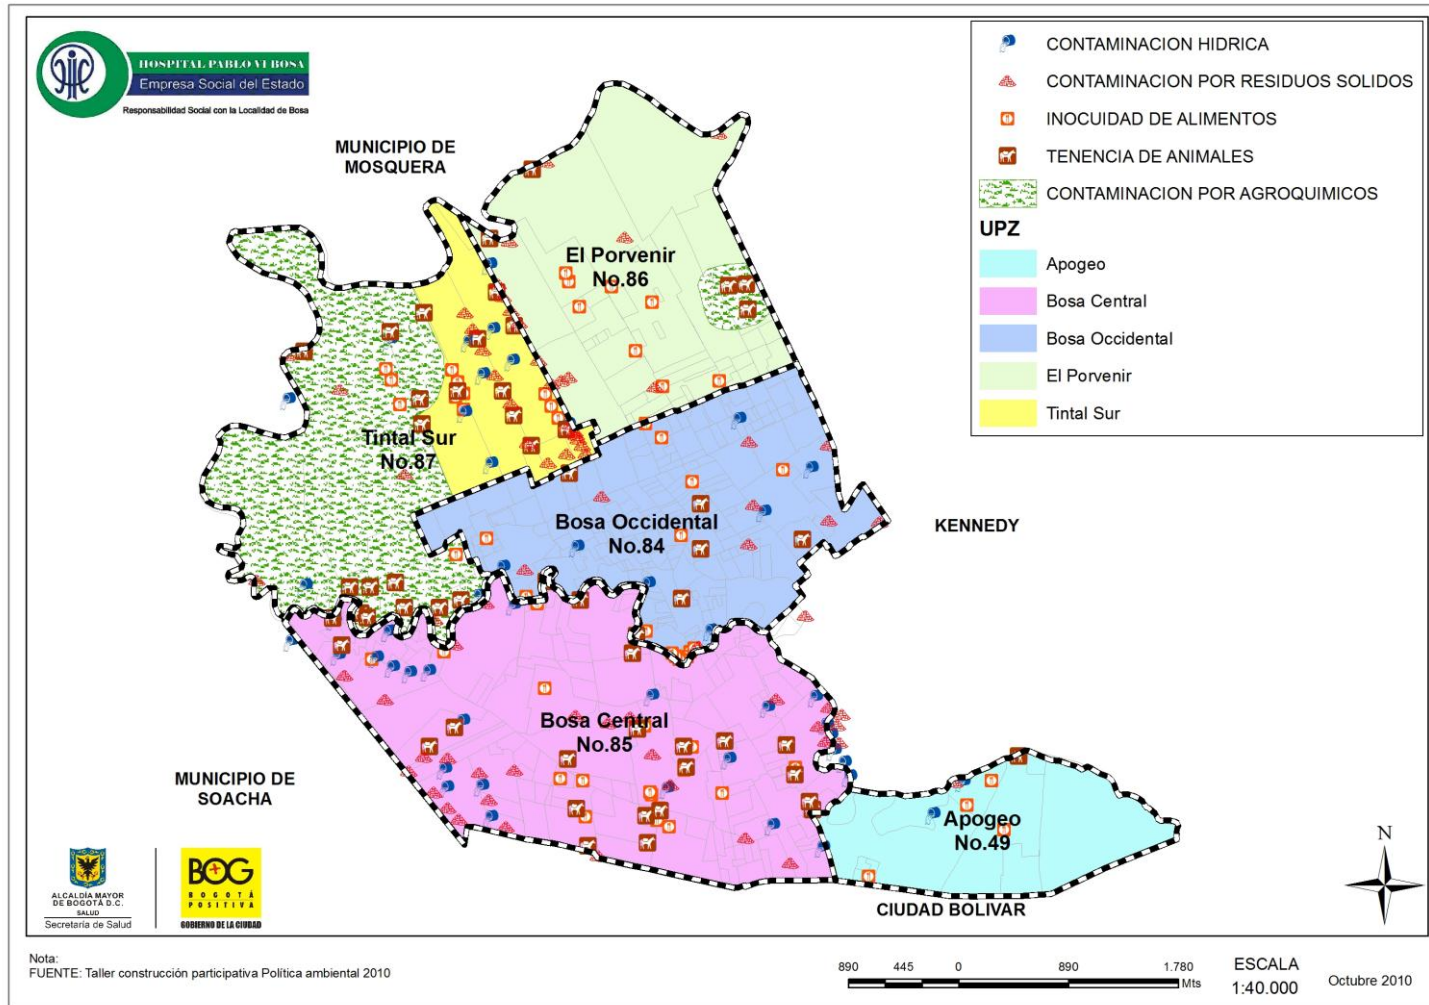 HOSPITAL PABLO VI BOSA
Empresa Social del Estado
Responsabilidad Social con la Localidad de Bosa
CONTAMINACION HIDRICA
CONTAMINACION POR RESIDUOS SOLIDOS
INOCUIDAD DE ALIMENTOS
TENENCIA DE ANIMALES
CONTAMINACION POR AGROQUIMICOS
UPZ
Apogeo
Bosa Central
Bosa Occidental
El Porvenir
Tintal Sur
MUNICIPIO DE
MOSQUERA
El Porvenir
No.86
Tintal Sur
No.87
Bosa Occidental
No.84
KENNEDY
Bosa Central
No.85
MUNICIPIO DE
SOACHA
Apogeo
No.49
CIUDAD BOLIVAR
N
ALCALDÍA MAYOR
DE BOGOTÁ D.C.
SALUD
Secretaría de Salud
BOG
BOGOTÁ
POSITIVA
GOBIERNO DE LA CIUDAD
Nota:
FUENTE: Taller construcción participativa Política ambiental 2010
890 445 0 890 1.780
Mts
ESCALA
1:40.000
Octubre 2010